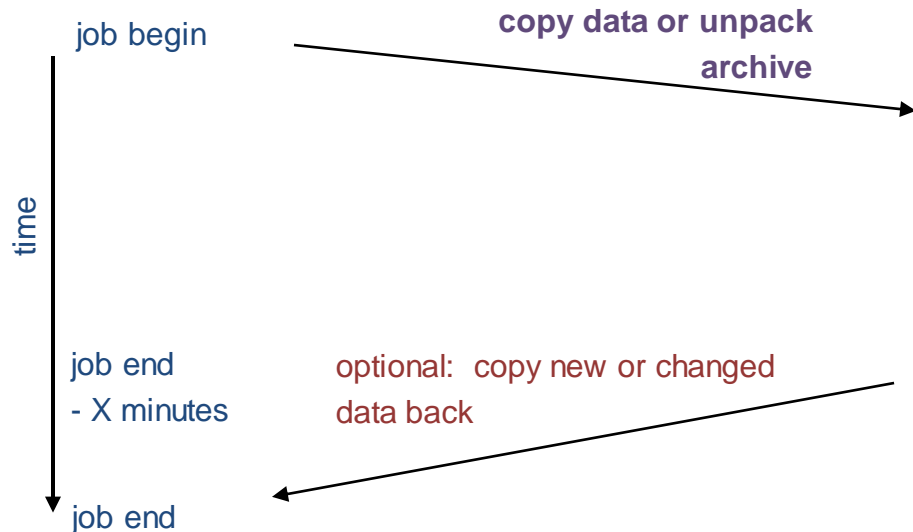 job begin
copy data or unpack
archive
time
job end
- X minutes
optional:  copy new or changed
data back
job end